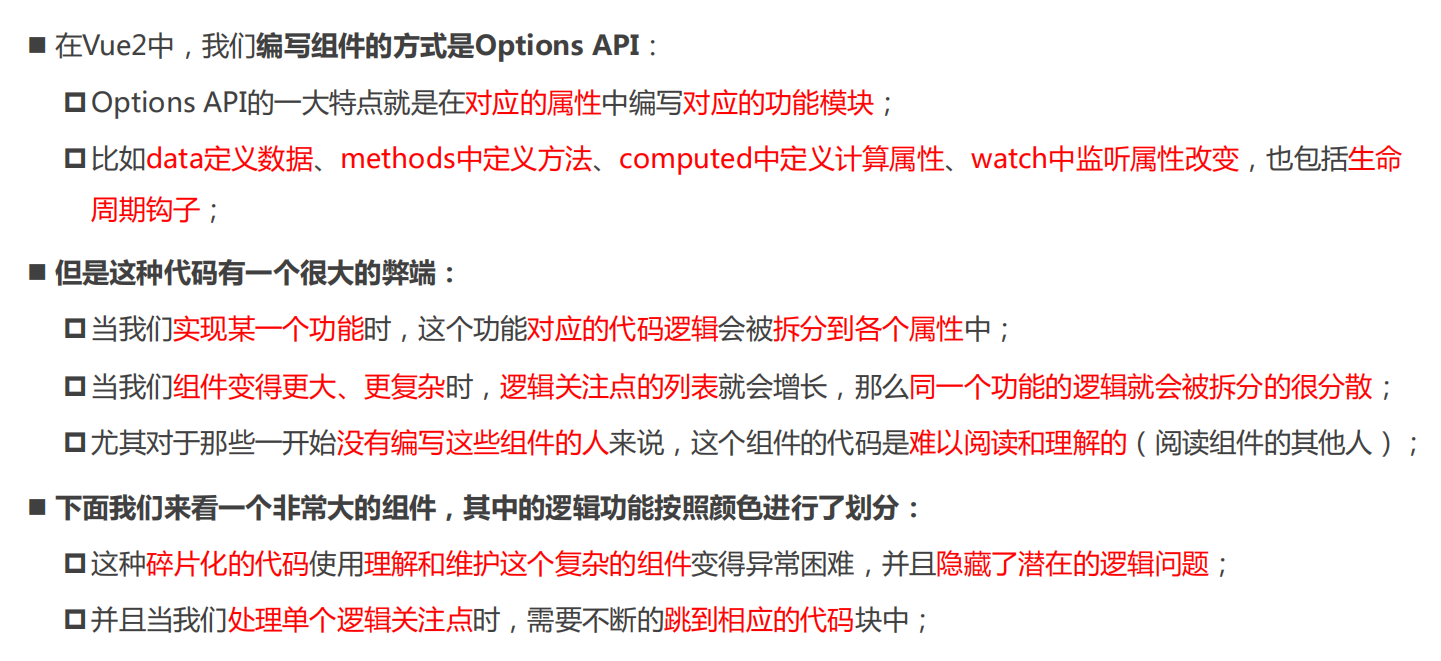 ■ 在Vue2中，我们编写组件的方式是Options API：
❑ Options API的一大特点就是在对应的属性中编写对应的功能模块；
❑ 比如data定义数据、methods中定义方法、computed中定义计算属性、watch中监听属性改变，也包括生命
周期钩子；
■ 但是这种代码有一个很大的弊端：
❑ 当我们实现某一个功能时，这个功能对应的代码逻辑会被拆分到各个属性中；
❑ 当我们组件变得更大、更复杂时，逻辑关注点的列表就会增长，那么同一个功能的逻辑就会被拆分的很分散；
❑ 尤其对于那些一开始没有编写这些组件的人来说，这个组件的代码是难以阅读和理解的（阅读组件的其他人）；
■ 下面我们来看一个非常大的组件，其中的逻辑功能按照颜色进行了划分：
❑ 这种碎片化的代码使用理解和维护这个复杂的组件变得异常困难，并且隐藏了潜在的逻辑问题；
❑ 并且当我们处理单个逻辑关注点时，需要不断的跳到相应的代码块中；